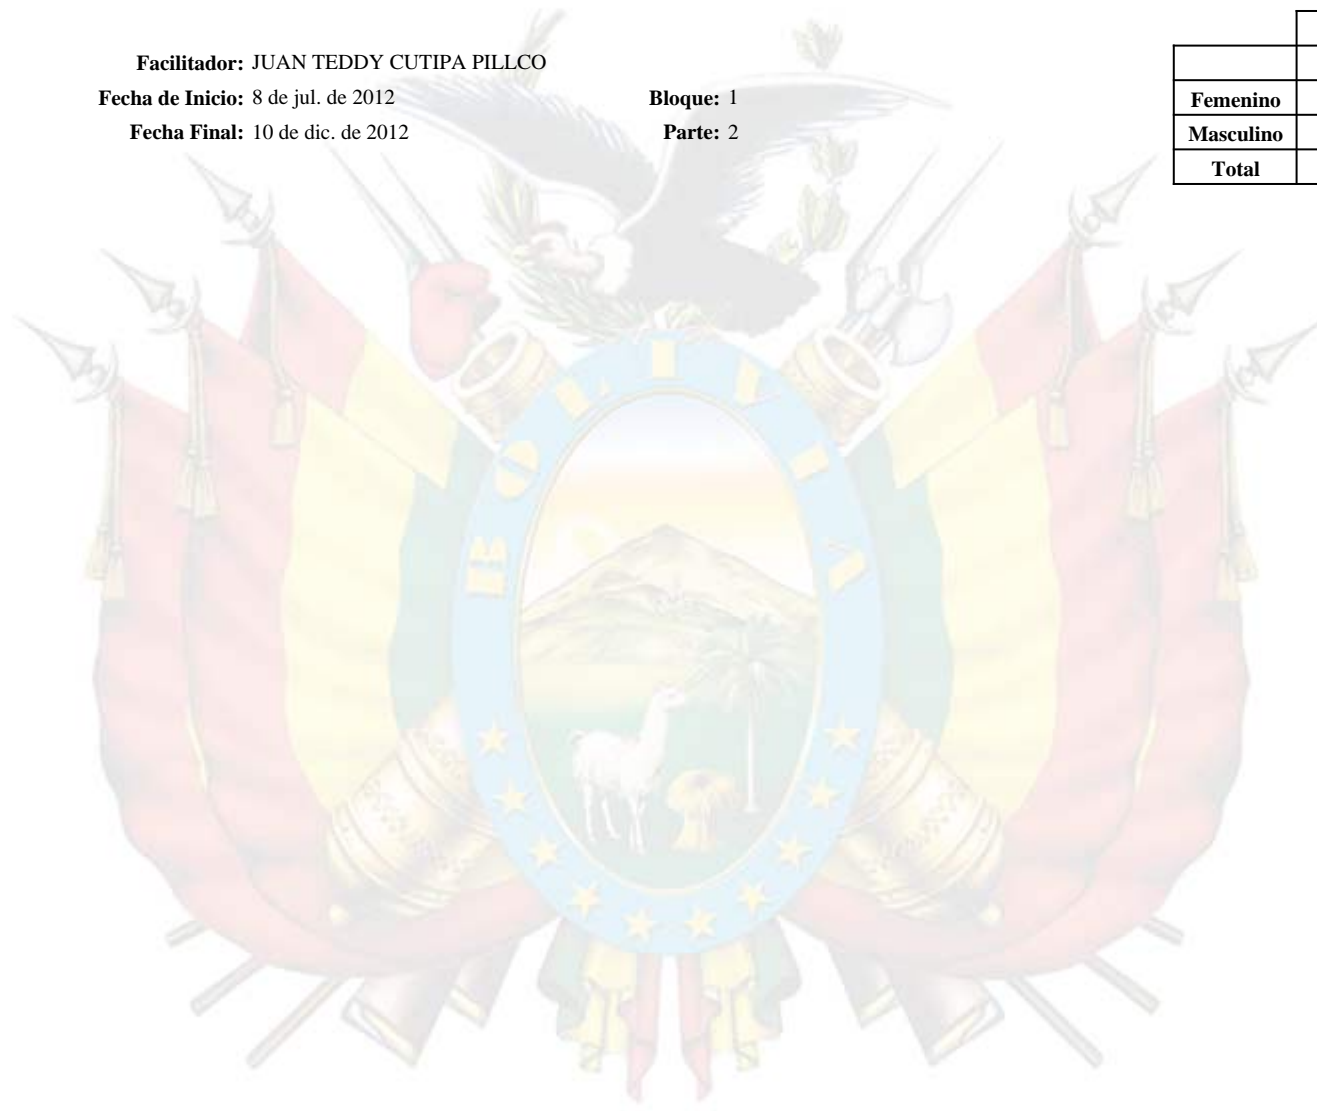 Facilitador: JUAN TEDDY CUTIPA PILLCO
Fecha de Inicio: 8 de jul. de 2012 Bloque: 1
Fecha Final: 10 de dic. de 2012 Parte: 2
Femenino
Masculino
Total
BOLIVIA